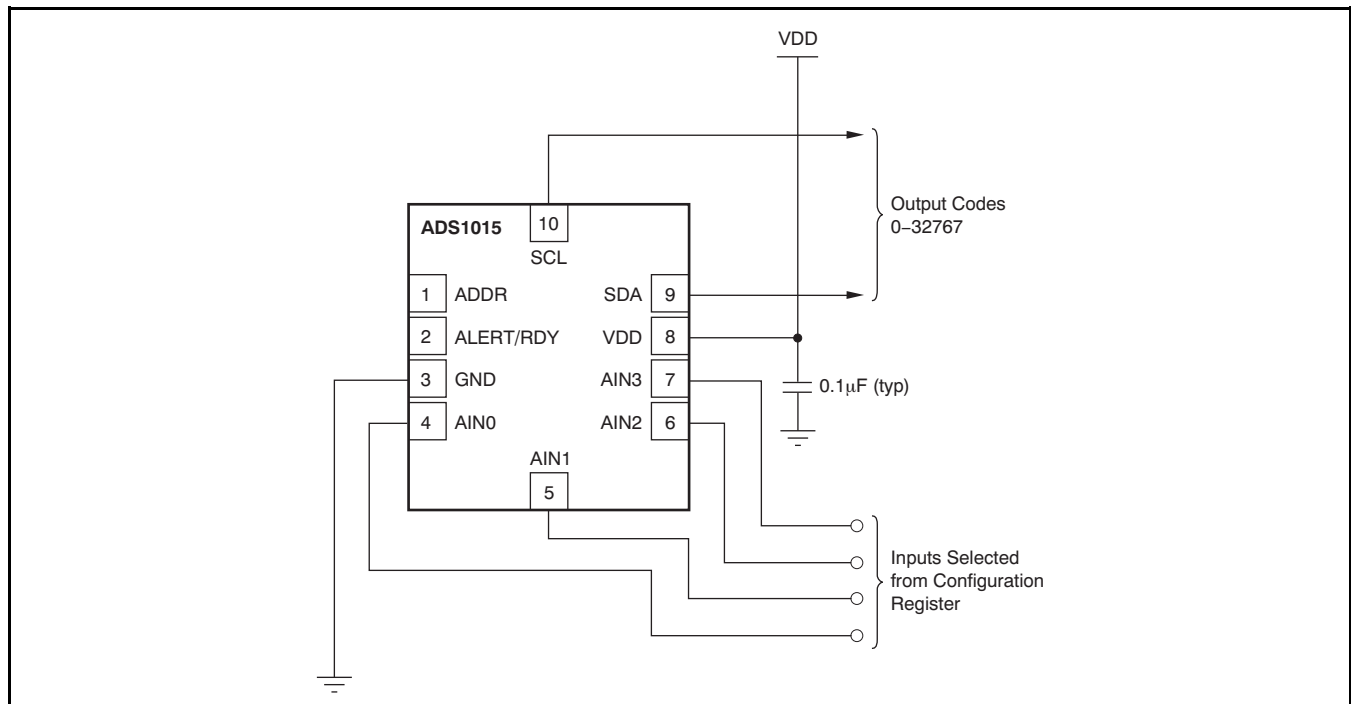 VDD
Output Codes
0–32767
ADS1015
10
SCL
1 ADDR
SDA 9
2 ALERT/RDY
VDD 8
3 GND
AIN3 7
0.1μF (typ)
4 AIN0
AIN2 6
AIN1
5
Inputs Selected
from Configuration
Register